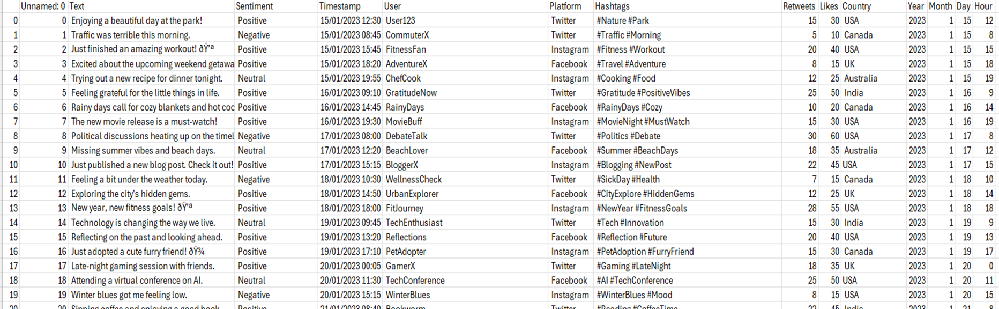 Unnamed: 0 Text Sentiment Timestamp User Platform Hashtags Retweets Likes Country Year Month Day Hour
0 0 Enjoying a beautiful day at the park! Positive 15/01/2023 12:30 User123 Twitter #Nature #Park 15 30 USA 2023 1 15 12
1 1 Traffic was terrible this morning. Negative 15/01/2023 08:45 CommuterX Twitter #Traffic #Morning 5 10 Canada 2023 1 15 8
2 2 Just finished an amazing workout! ðŸ’ª Positive 15/01/2023 15:45 FitnessFan Instagram #Fitness #Workout 20 40 USA 2023 1 15 15
3 3 Excited about the upcoming weekend getawa Positive 15/01/2023 18:20 AdventureX Facebook #Travel #Adventure 8 15 UK 2023 1 15 18
4 4 Trying out a new recipe for dinner tonight. Neutral 15/01/2023 19:55 ChefCook Instagram #Cooking #Food 12 25 Australia 2023 1 15 19
5 5 Feeling grateful for the little things in life. Positive 16/01/2023 09:10 GratitudeNow Twitter #Gratitude #PositiveVibes 25 50 India 2023 1 16 9
6 6 Rainy days call for cozy blankets and hot coc Positive 16/01/2023 14:45 RainyDays Facebook #RainyDays #Cozy 10 20 Canada 2023 1 16 14
7 7 The new movie release is a must-watch! Positive 16/01/2023 19:30 MovieBuff Instagram #MovieNight #MustWatch 15 30 USA 2023 1 16 19
8 8 Political discussions heating up on the timel Negative 17/01/2023 08:00 DebateTalk Twitter #Politics #Debate 30 60 USA 2023 1 17 8
9 9 Missing summer vibes and beach days. Neutral 17/01/2023 12:20 BeachLover Facebook #Summer #BeachDays 18 35 Australia 2023 1 17 12
10 10 Just published a new blog post. Check it out! Positive 17/01/2023 15:15 BloggerX Instagram #Blogging #NewPost 22 45 USA 2023 1 17 15
11 11 Feeling a bit under the weather today. Negative 18/01/2023 10:30 WellnessCheck Twitter #SickDay #Health 7 15 Canada 2023 1 18 10
12 12 Exploring the city's hidden gems. Positive 18/01/2023 14:50 UrbanExplorer Facebook #CityExplore #HiddenGems 12 25 UK 2023 1 18 14
13 13 New year, new fitness goals! ðŸ’ª Positive 18/01/2023 18:00 FitJourney Instagram #NewYear #FitnessGoals 28 55 USA 2023 1 18 18
14 14 Technology is changing the way we live. Neutral 19/01/2023 09:45 TechEnthusiast Twitter #Tech #Innovation 15 30 India 2023 1 19 9
15 15 Reflecting on the past and looking ahead. Positive 19/01/2023 13:20 Reflections Facebook #Reflection #Future 20 40 USA 2023 1 19 13
16 16 Just adopted a cute furry friend! ðŸ¾ Positive 19/01/2023 17:10 PetAdopter Instagram #PetAdoption #FurryFriend 15 30 Canada 2023 1 19 17
17 17 Late-night gaming session with friends. Positive 20/01/2023 00:05 GamerX Twitter #Gaming #LateNight 18 35 UK 2023 1 20 0
18 18 Attending a virtual conference on AI. Neutral 20/01/2023 11:30 TechConference Facebook #AI #TechConference 25 50 USA 2023 1 20 11
19 19 Winter blues got me feeling low. Negative 20/01/2023 15:15 WinterBlues Instagram #WinterBlues #Mood 8 15 USA 2023 1 20 15
20 20 Sipping coffee and enjoying a good book Positive 21/01/2023 08:40 Bookworm Twitter #Reading #CoffeeTime 22 45 India 2023 1 21 8